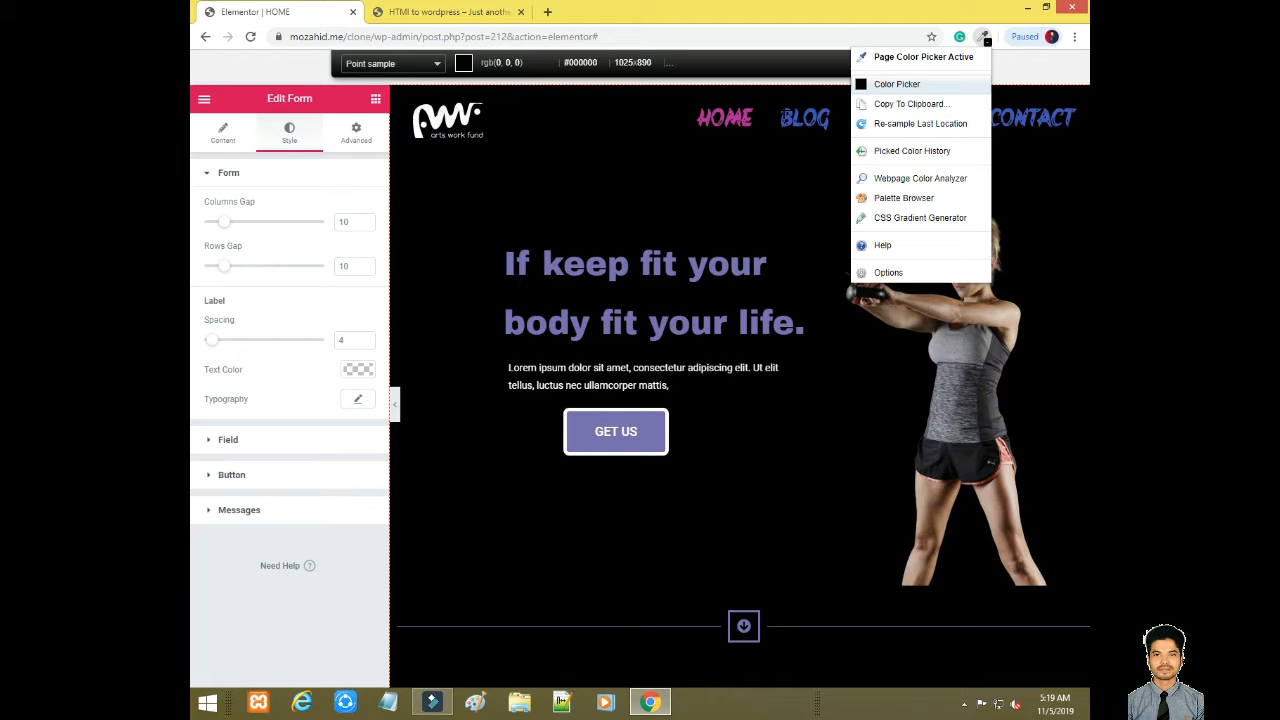 Elementor | HOME
HTMl to wordpress – Just anothe
mozahid.me/clone/wp-admin/post.php?post=212&action=elementor#
Paused
Point sample
rgb(0, 0, 0)
#000000
1025x890
...
Page Color Picker Active
Color Picker
Copy To Clipboard...
Re-sample Last Location
Picked Color History
Webpage Color Analyzer
Palette Browser
CSS Gradient Generator
Help
Options
Edit Form
Content
Style
Advanced
Form
Columns Gap
10
Rows Gap
10
Label
Spacing
4
Text Color
Typography
Field
Button
Messages
Need Help
arts work fund
HOME
BLOG
CONTACT
If keep fit your
body fit your life.
Lorem ipsum dolor sit amet, consectetur adipiscing elit. Ut elit
tellus, luctus nec ullamcorper mattis,
GET US
5:19 AM
11/5/2019